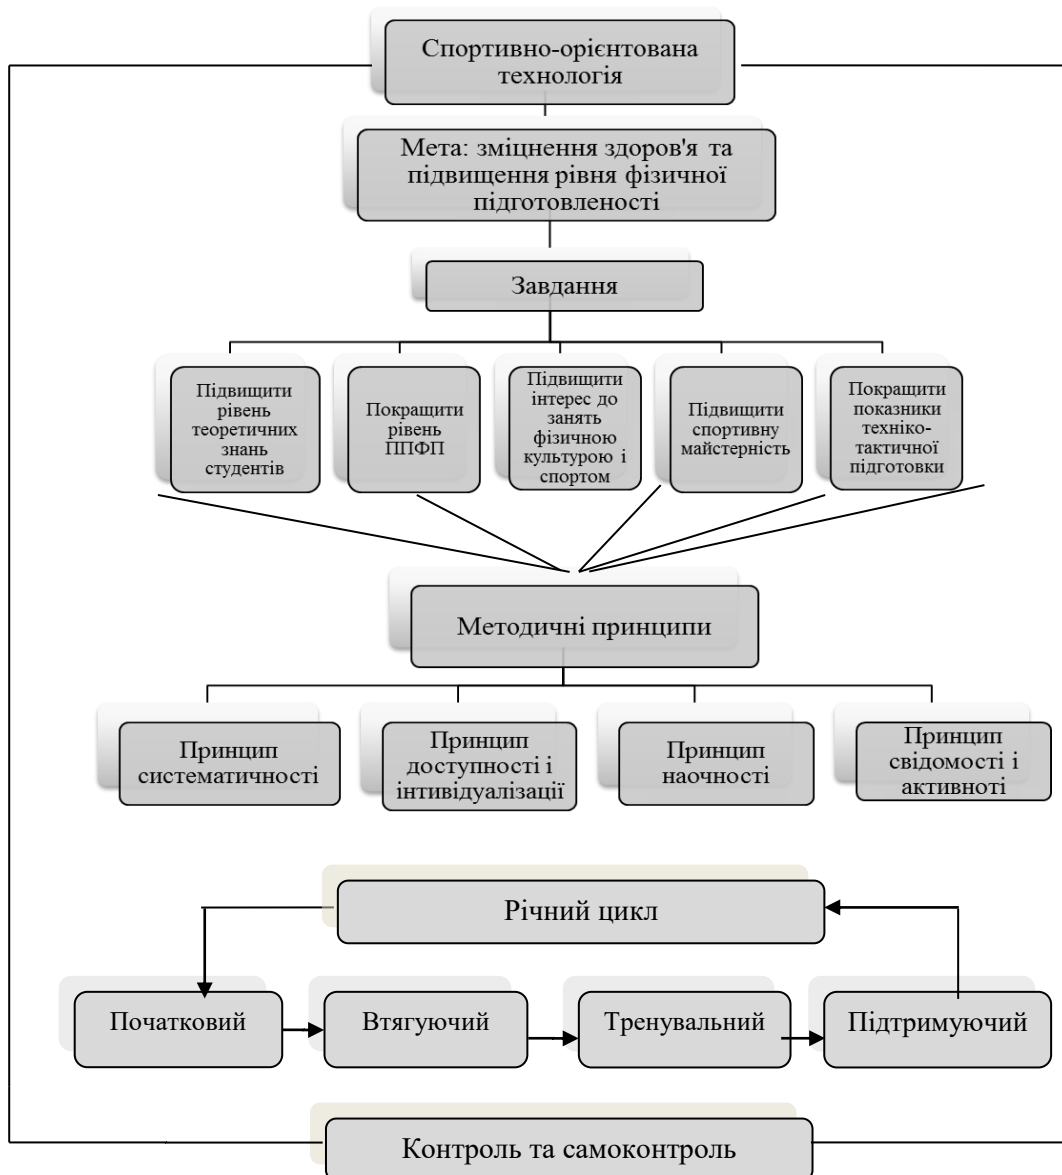 Спортивно-орієнтована
технологія
Мета: зміцнення здоров'я та
підвищення рівня фізичної
підготовленості
Завдання
Підвищити
рівень
теоретичних
знань
студентів
Покращити
рівень
ППФП
Підвищити
інтерес до
занять
фізичною
культурою і
спортом
Підвищити
спортивну
майстерність
Покращити
показники
техніко-
тактичної
підготовки
Методичні принципи
Принцип
систематичності
Принцип
доступності і
інтивідуалізації
Принцип
наочності
Принцип
свідомості і
активноті
Річний цикл
Початковий
Втягуючий
Тренувальний
Підтримуючий
Контроль та самоконтроль